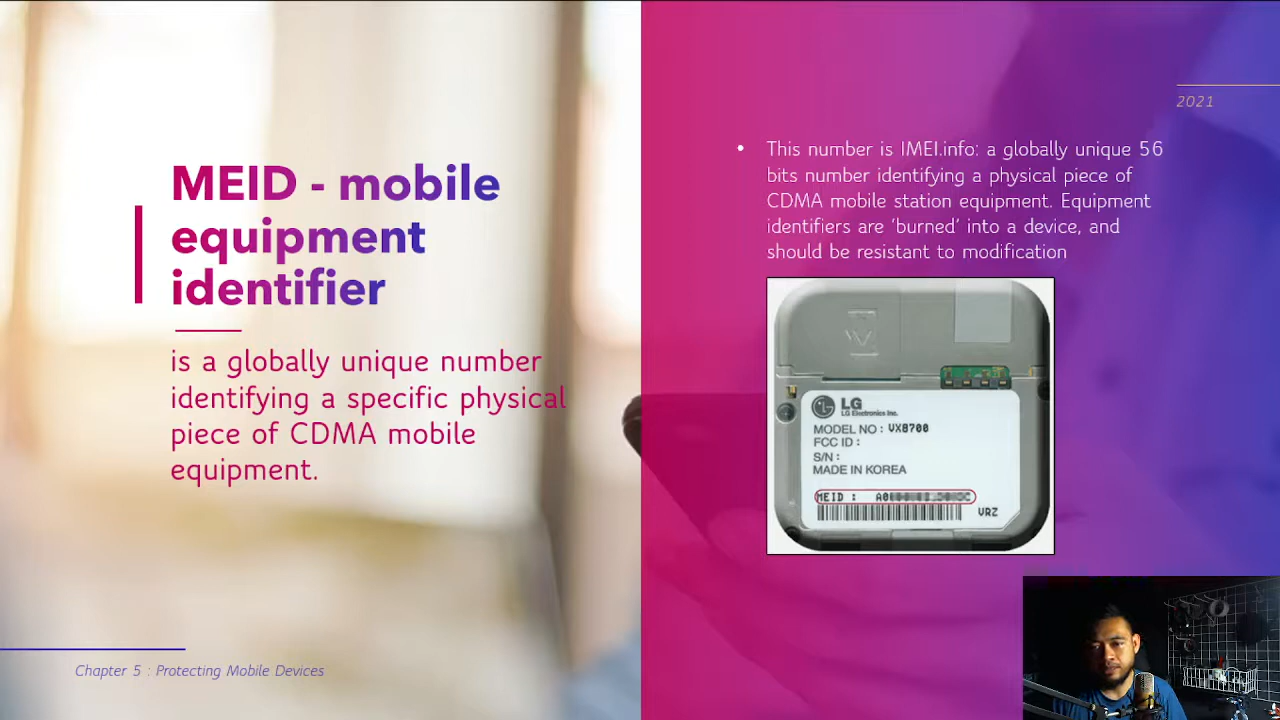 MEID - mobile
equipment
identifier
is a globally unique number
identifying a specific physical
piece of CDMA mobile
equipment.
Chapter 5 : Protecting Mobile Devices
2021
• This number is IMEI.info: a globally unique 56
bits number identifying a physical piece of
CDMA mobile station equipment. Equipment
identifiers are ‘burned’ into a device, and
should be resistant to modification
LG
LG Electronics Inc.
MODEL NO : VX8700
FCC ID :
S/N :
MADE IN KOREA
MEID :
VRZ